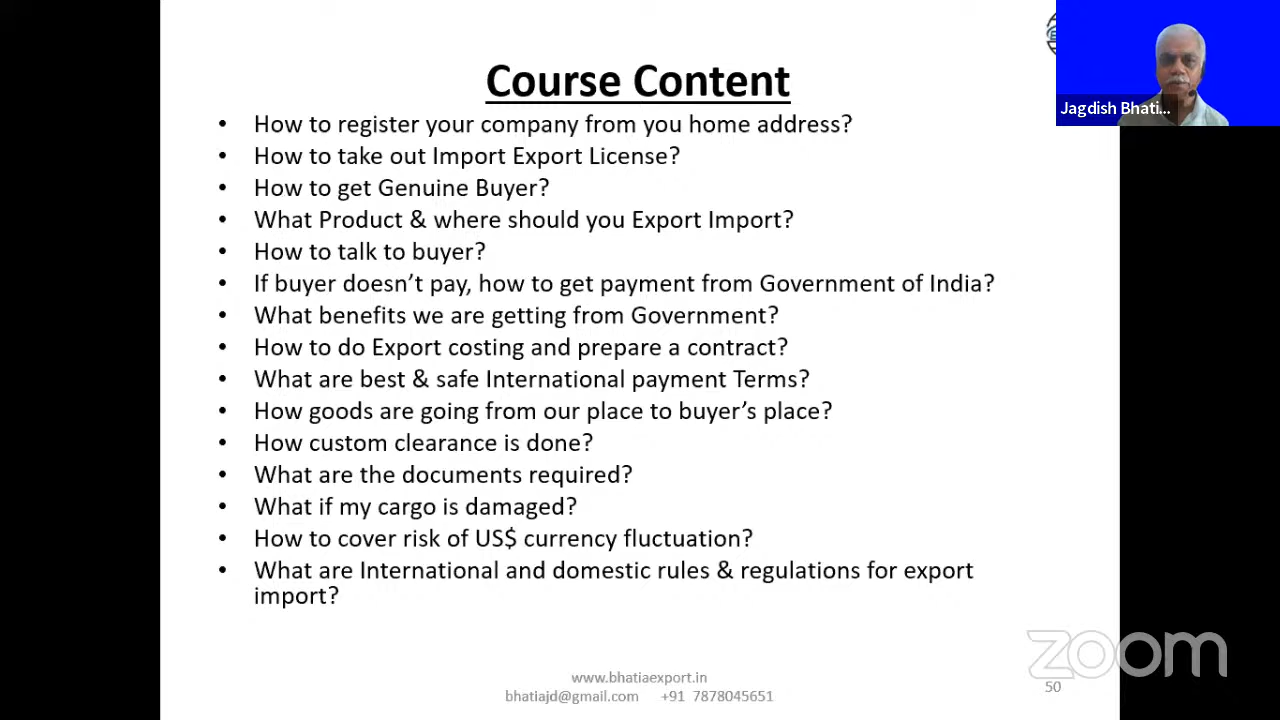 Course Content
Jagdish Bhati...
• How to register your company from you home address?
• How to take out Import Export License?
• How to get Genuine Buyer?
• What Product & where should you Export Import?
• How to talk to buyer?
• If buyer doesn’t pay, how to get payment from Government of India?
• What benefits we are getting from Government?
• How to do Export costing and prepare a contract?
• What are best & safe International payment Terms?
• How goods are going from our place to buyer’s place?
• How custom clearance is done?
• What are the documents required?
• What if my cargo is damaged?
• How to cover risk of US$ currency fluctuation?
• What are International and domestic rules & regulations for export
import?
zoom
www.bhatiaexport.in
bhatiajd@gmail.com +91 7878045651
50